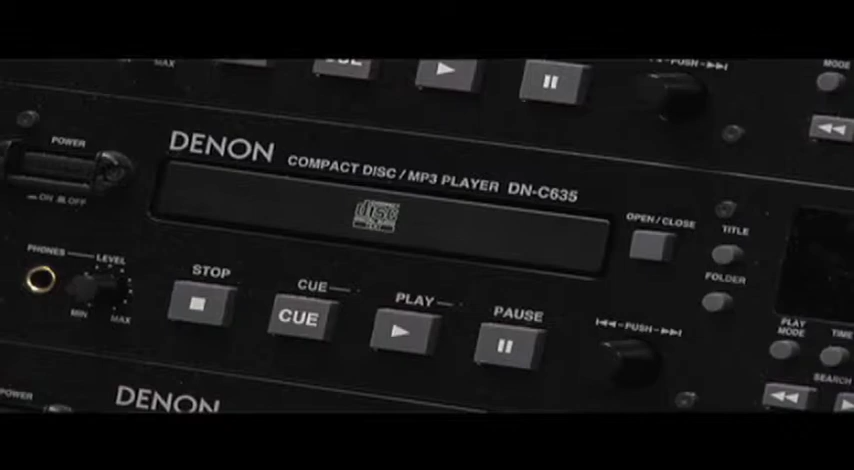 MAX
CUE
PUSH
MODE
POWER
DENON
COMPACT DISC / MP3 PLAYER DN-C635
ON OFF
disc
OPEN/CLOSE
TITLE
FOLDER
PHONES LEVEL
MIN
MAX
STOP
CUE
PLAY
PAUSE
CUE
PUSH
PLAY
MODE
TIME
SEARCH
POWER
DENON